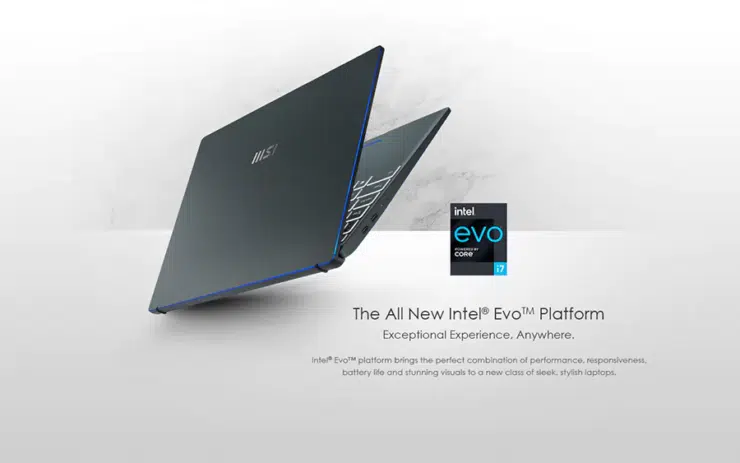 msi
intel
evo
POWERED BY
CORE
i7
The All New Intel® Evo™ Platform
Exceptional Experience, Anywhere.
Intel® Evo™ platform brings the perfect combination of performance, responsiveness,
battery life and stunning visuals to a new class of sleek, stylish laptops.